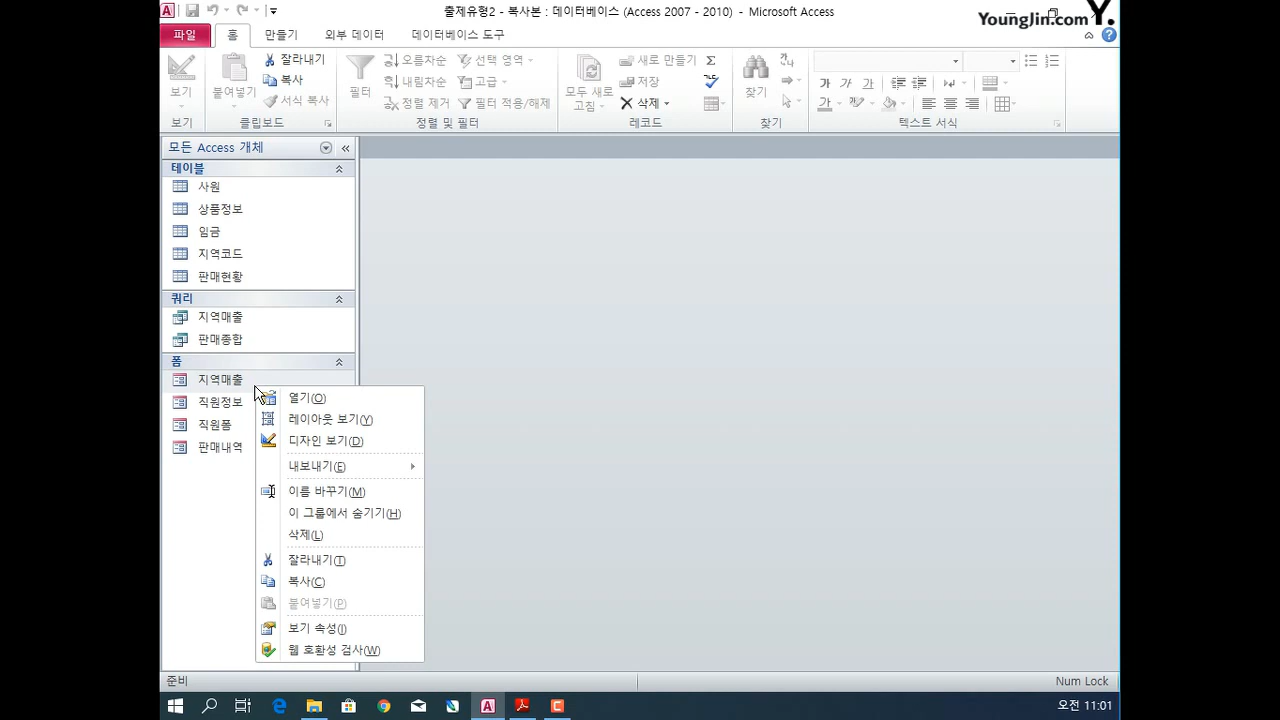 출제유형2 - 복사본 : 데이터베이스 (Access 2007 - 2010) - Microsoft Access
YoungJin.com Y.
파일 홈 만들기 외부 데이터 데이터베이스 도구
보기
보기
붙여넣기
잘라내기
복사
서식 복사
클립보드
필터
오름차순
내림차순
정렬 제거
선택 영역
고급
필터 적용/해제
정렬 및 필터
모두 새로
고침
새로 만들기
저장
삭제
레코드
찾기
찾기
가 가 가
가
텍스트 서식
모든 Access 개체
테이블
사원
상품정보
임금
지역코드
판매현황
쿼리
지역매출
판매종합
폼
지역매출
직원정보
직원폼
판매내역
열기(O)
레이아웃 보기(Y)
디자인 보기(D)
내보내기(E)
이름 바꾸기(M)
이 그룹에서 숨기기(H)
삭제(L)
잘라내기(T)
복사(C)
붙여넣기(P)
보기 속성(I)
웹 호환성 검사(W)
준비
Num Lock
오전 11:01